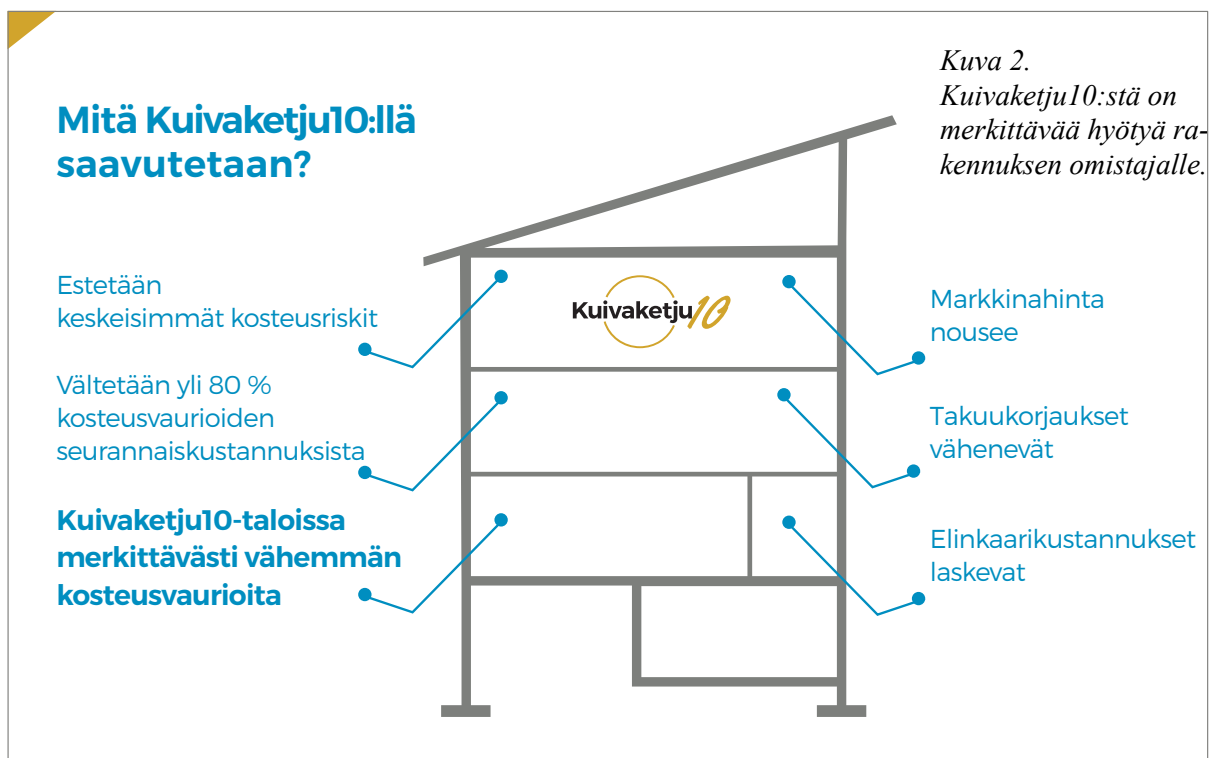 Kuva 2.
Kuivaketju10:stä on
merkittävää hyötyä ra-
kennuksen omistajalle.
Mitä Kuivaketju10:llä
saavutetaan?
Estetään
keskeisimmät kosteusriskit
Vältetään yli 80 %
kosteusvaurioiden
seurannaiskustannuksista
Kuivaketju10-taloissa
merkittävästi vähemmän
kosteusvaurioita
Kuivaketju10
Markkinahinta
nousee
Takuukorjaukset
vähenevät
Elinkaarikustannukset
laskevat